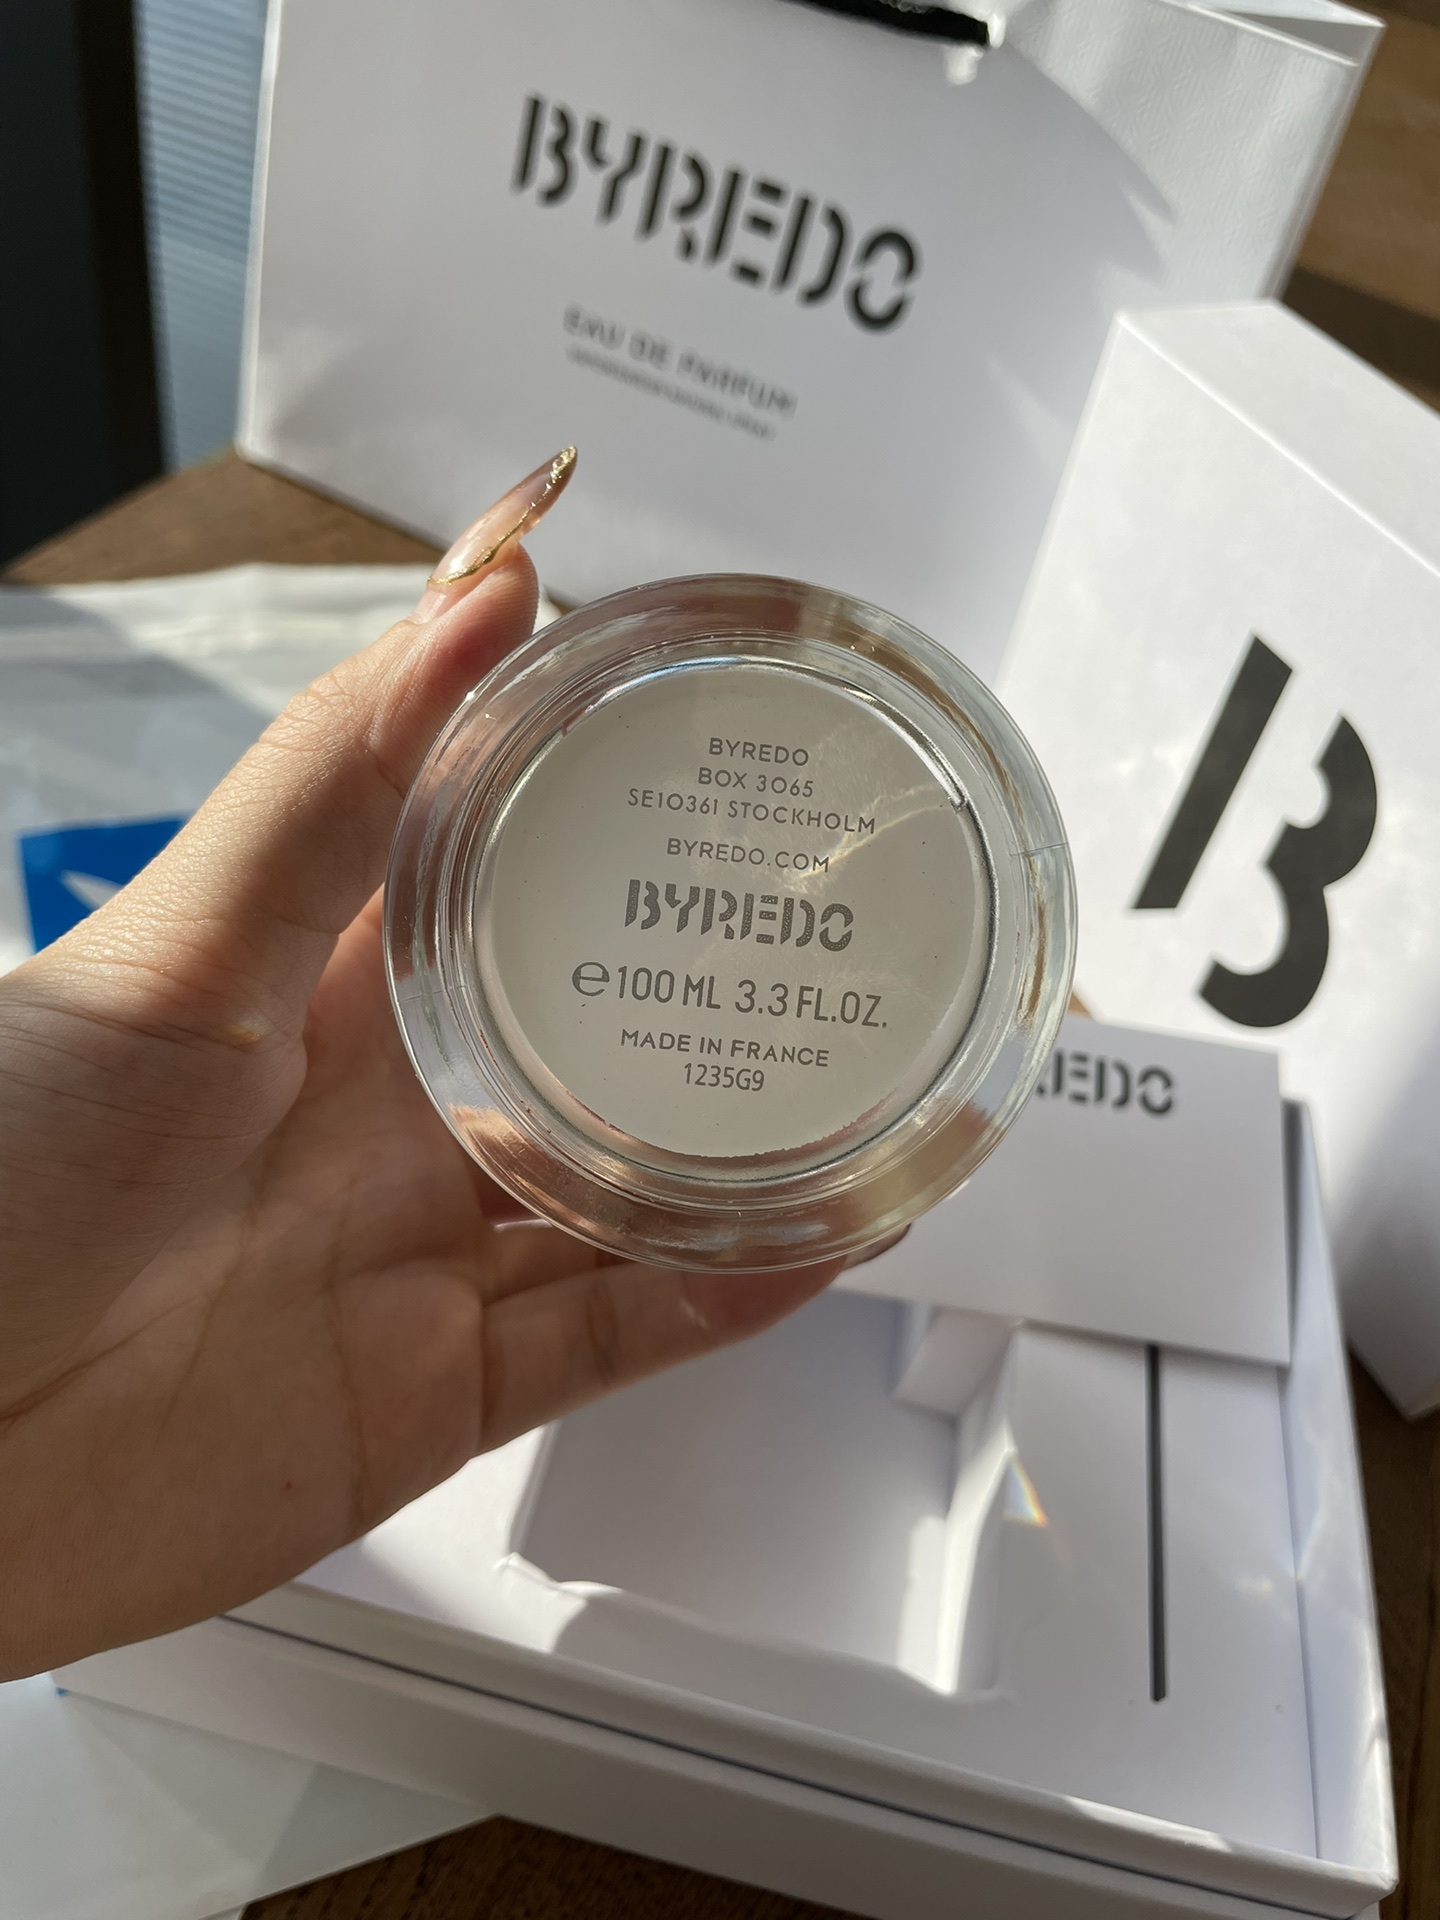 BYREDO
EAU DE PARFUM
B
BYREDO
BOX 3065
SE10361 STOCKHOLM
BYREDO.COM
BYREDO
℮100 ML 3.3 FL.OZ.
MADE IN FRANCE
1235G9
REDO